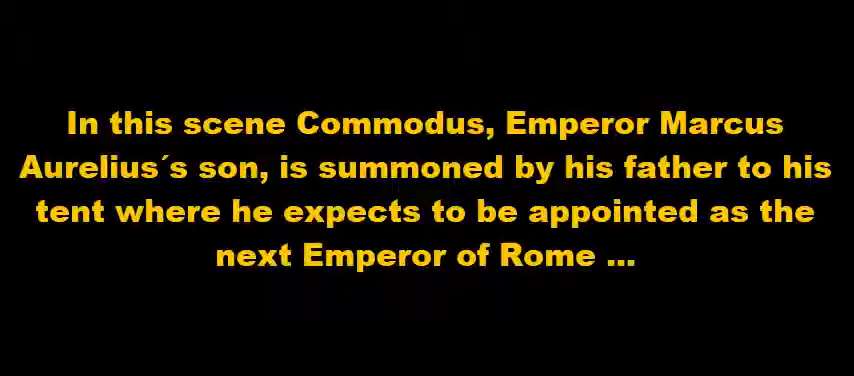 In this scene Commodus, Emperor Marcus
Aurelius´s son, is summoned by his father to his
tent where he expects to be appointed as the
next Emperor of Rome ...